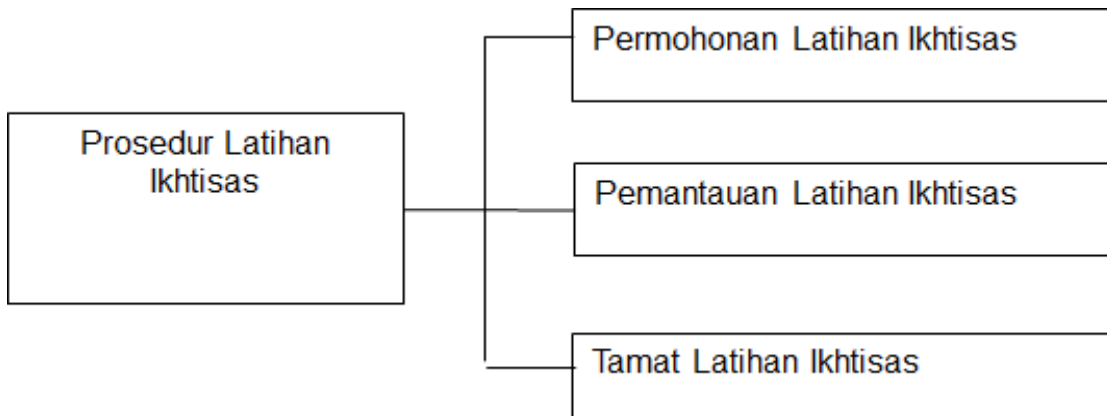 Permohonan Latihan Ikhtisas
Prosedur Latihan
Ikhtisas
Pemantauan Latihan Ikhtisas
Tamat Latihan Ikhtisas